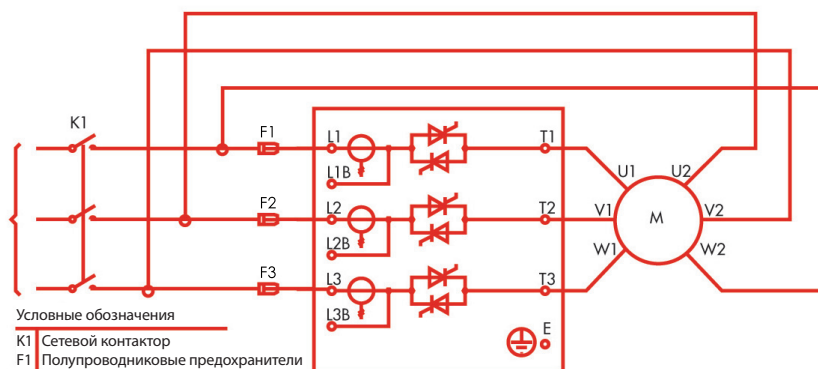 K1
F1
L1
T1
L1B
U1
U2
F2
L2
T2
V1
M
V2
L2B
W1
W2
F3
L3
T3
L3B
E
Условные обозначения
K1 Сетевой контактор
F1 Полупроводниковые предохранители